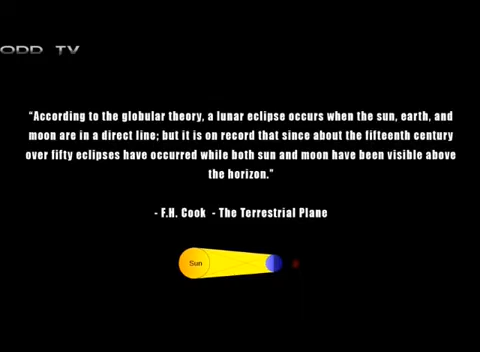 ODD TV
"According to the globular theory, a lunar eclipse occurs when the sun, earth, and
moon are in a direct line; but it is on record that since about the fifteenth century
over fifty eclipses have occurred while both sun and moon have been visible above
the horizon."
- F.H. Cook - The Terrestrial Plane
Sun